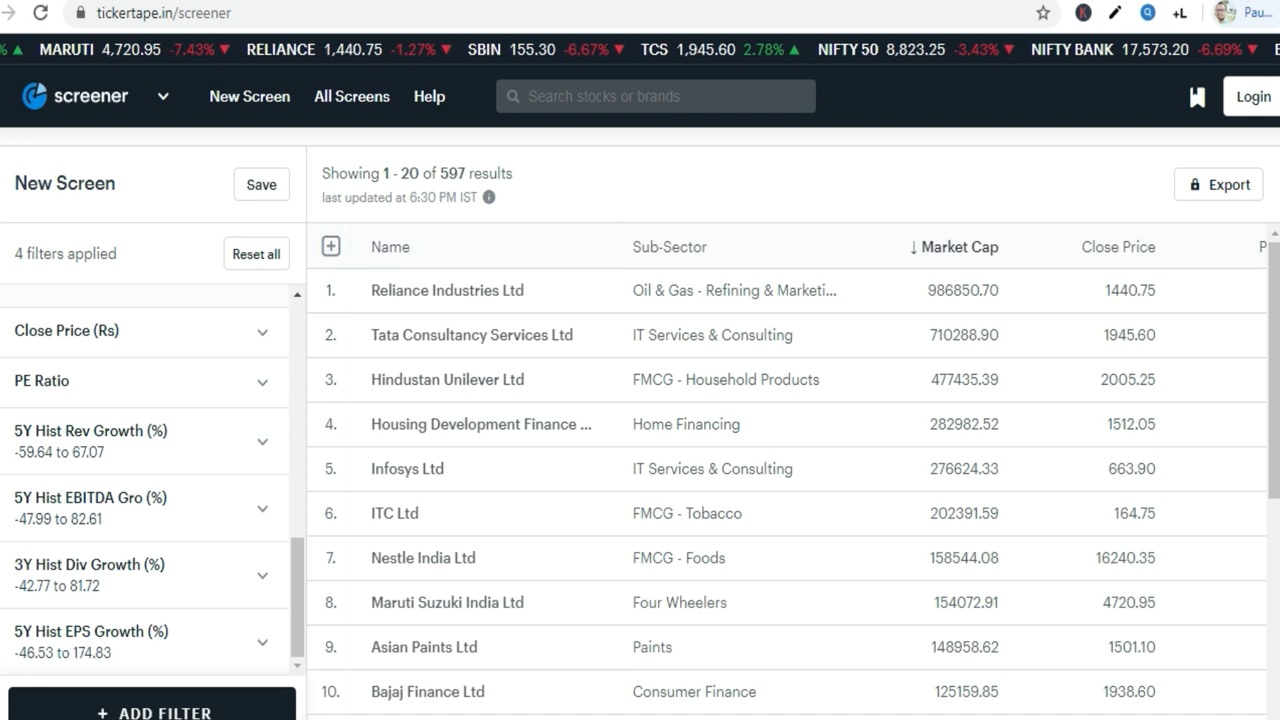 tickertape.in/screener
K
+L
Pau...
% ▲ MARUTI 4,720.95 -7.43% ▼ RELIANCE 1,440.75 -1.27% ▼ SBIN 155.30 -6.67% ▼ TCS 1,945.60 2.78% ▲ NIFTY 50 8,823.25 -3.43% ▼ NIFTY BANK 17,573.20 -6.69% ▼
screener New Screen All Screens Help Search stocks or brands Login
New Screen Save
Showing 1 - 20 of 597 results
last updated at 6:30 PM IST
Export
4 filters applied Reset all
Close Price (Rs)
PE Ratio
5Y Hist Rev Growth (%)
-59.64 to 67.07
5Y Hist EBITDA Gro (%)
-47.99 to 82.61
3Y Hist Div Growth (%)
-42.77 to 81.72
5Y Hist EPS Growth (%)
-46.53 to 174.83
+ ADD FILTER
Name Sub-Sector ↓ Market Cap Close Price P
1. Reliance Industries Ltd Oil & Gas - Refining & Marketi... 986850.70 1440.75
2. Tata Consultancy Services Ltd IT Services & Consulting 710288.90 1945.60
3. Hindustan Unilever Ltd FMCG - Household Products 477435.39 2005.25
4. Housing Development Finance ... Home Financing 282982.52 1512.05
5. Infosys Ltd IT Services & Consulting 276624.33 663.90
6. ITC Ltd FMCG - Tobacco 202391.59 164.75
7. Nestle India Ltd FMCG - Foods 158544.08 16240.35
8. Maruti Suzuki India Ltd Four Wheelers 154072.91 4720.95
9. Asian Paints Ltd Paints 148958.62 1501.10
10. Bajaj Finance Ltd Consumer Finance 125159.85 1938.60